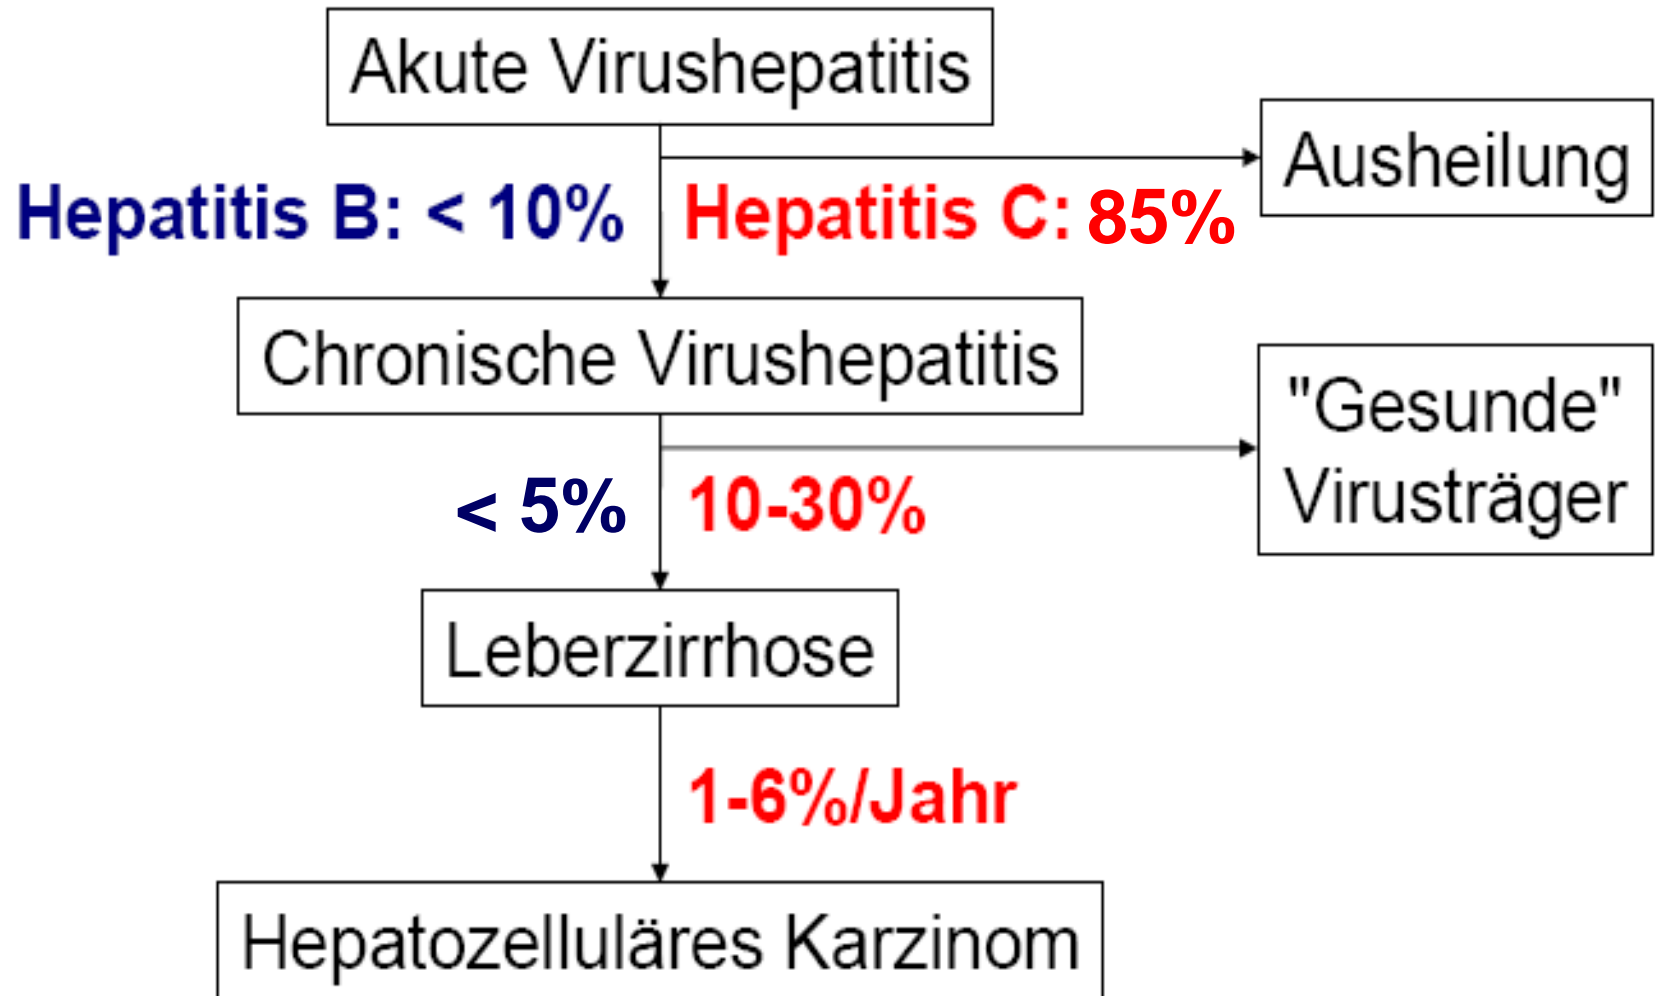 Akute Virushepatitis
Ausheilung
Hepatitis B: < 10%
Hepatitis C: 85%
Chronische Virushepatitis
"Gesunde"
Virusträger
< 5%
10-30%
Leberzirrhose
1-6%/Jahr
Hepatozelluläres Karzinom